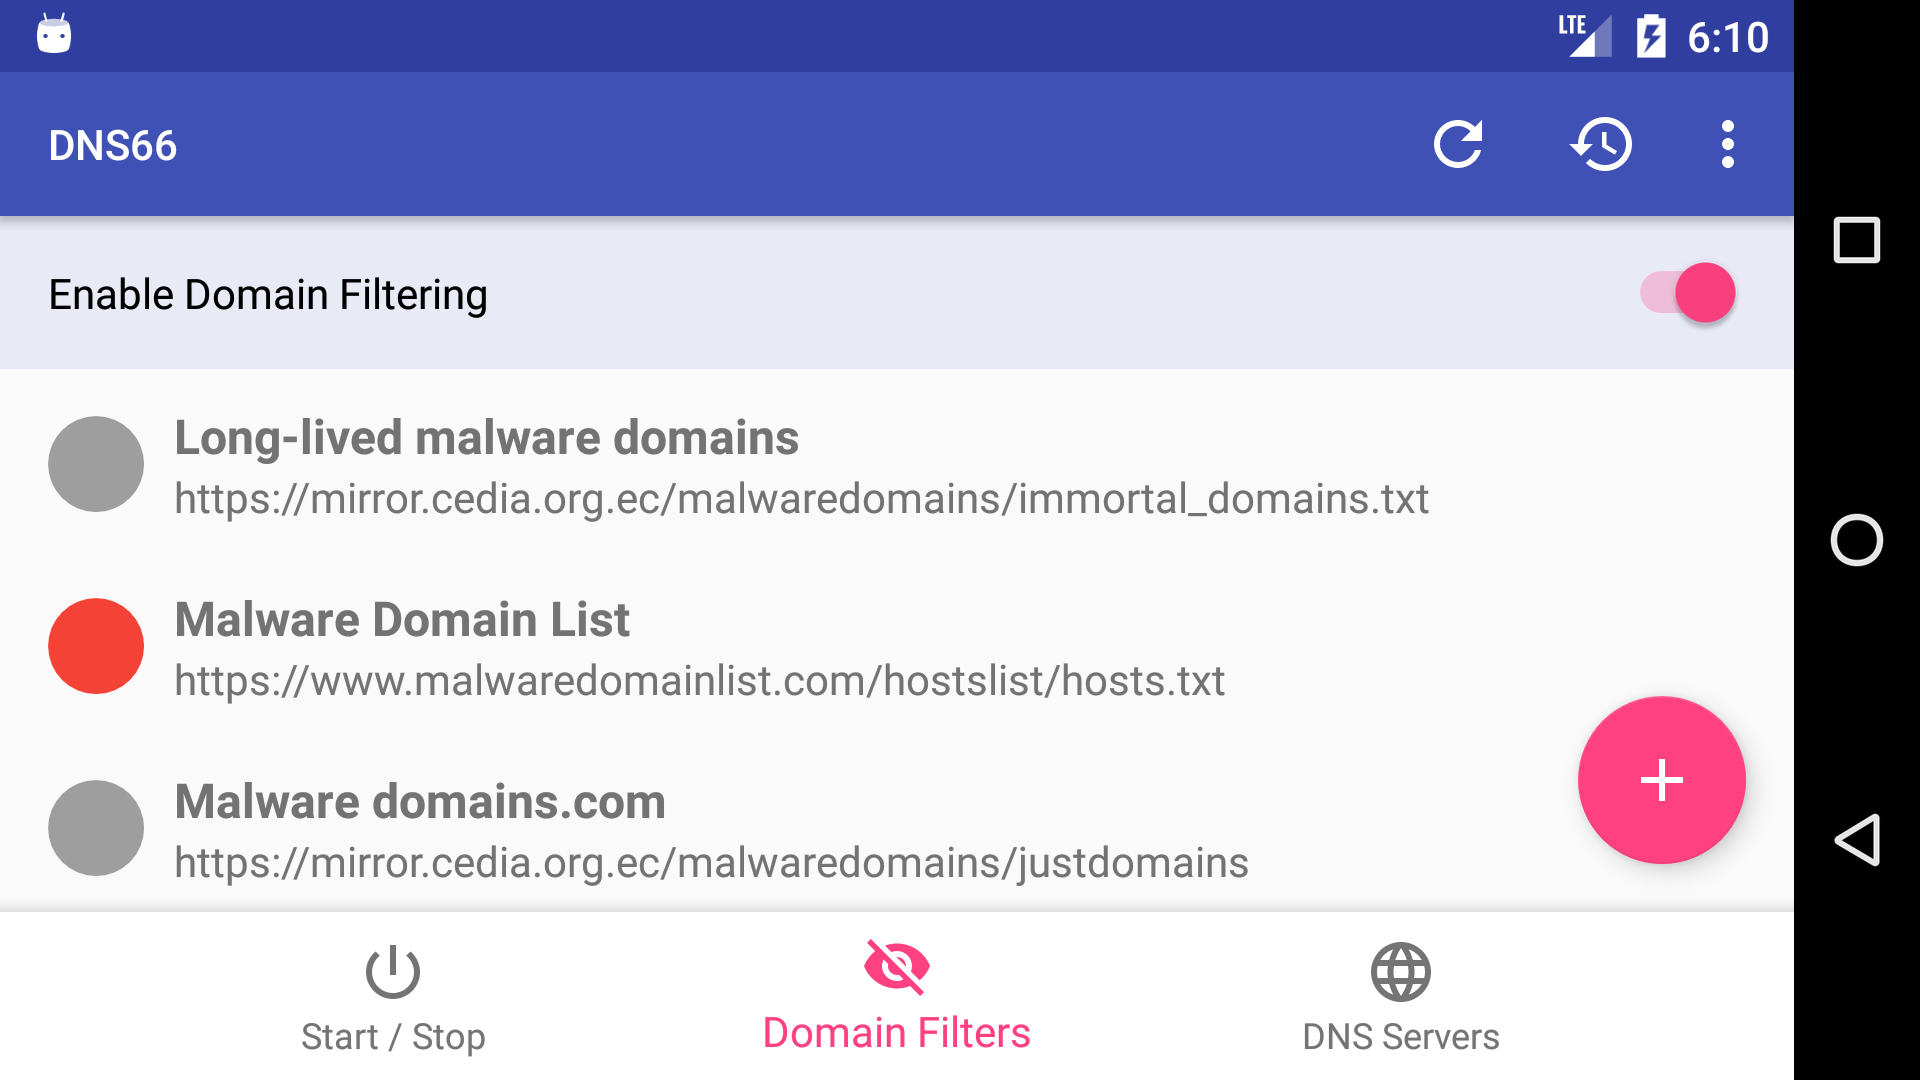 LTE 6:10
DNS66
Enable Domain Filtering
Long-lived malware domains
https://mirror.cedia.org.ec/malwaredomains/immortal_domains.txt
Malware Domain List
https://www.malwaredomainlist.com/hostslist/hosts.txt
Malware domains.com
https://mirror.cedia.org.ec/malwaredomains/justdomains
Start / Stop
Domain Filters
DNS Servers